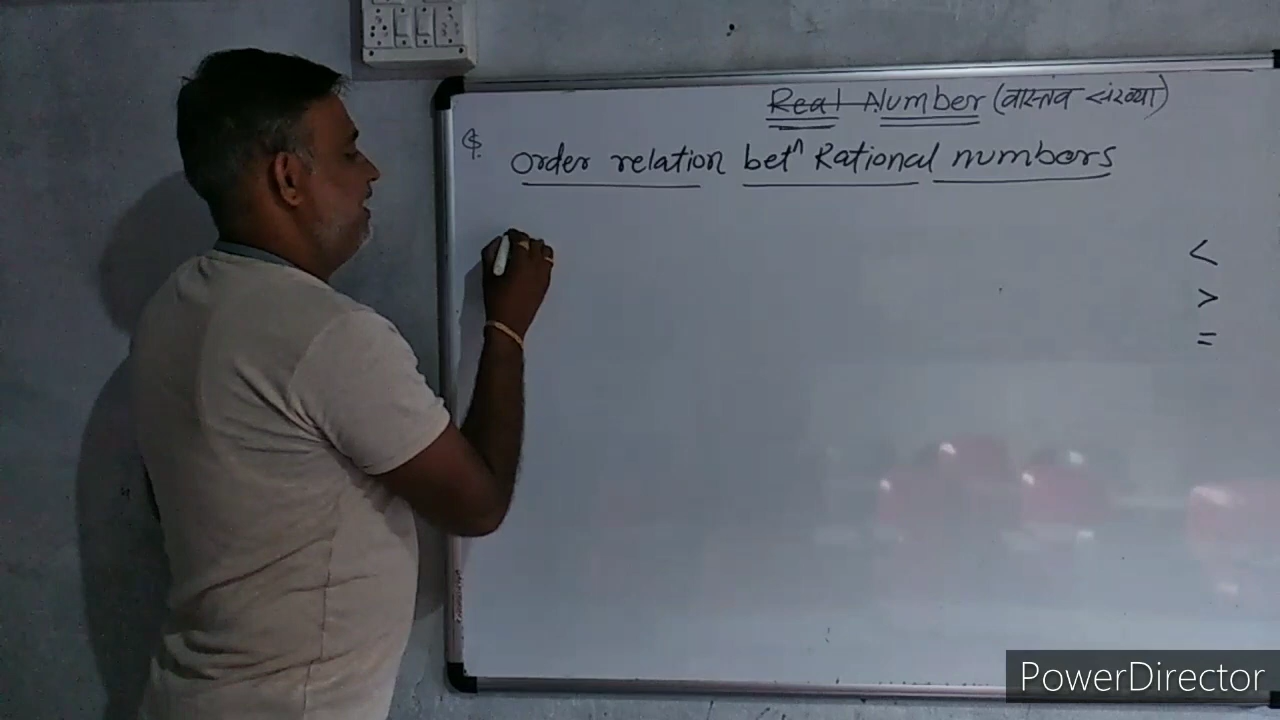 Real Number (वास्तव संख्या)
Q. order relation betⁿ Rational numbers
<
>
=
PowerDirector